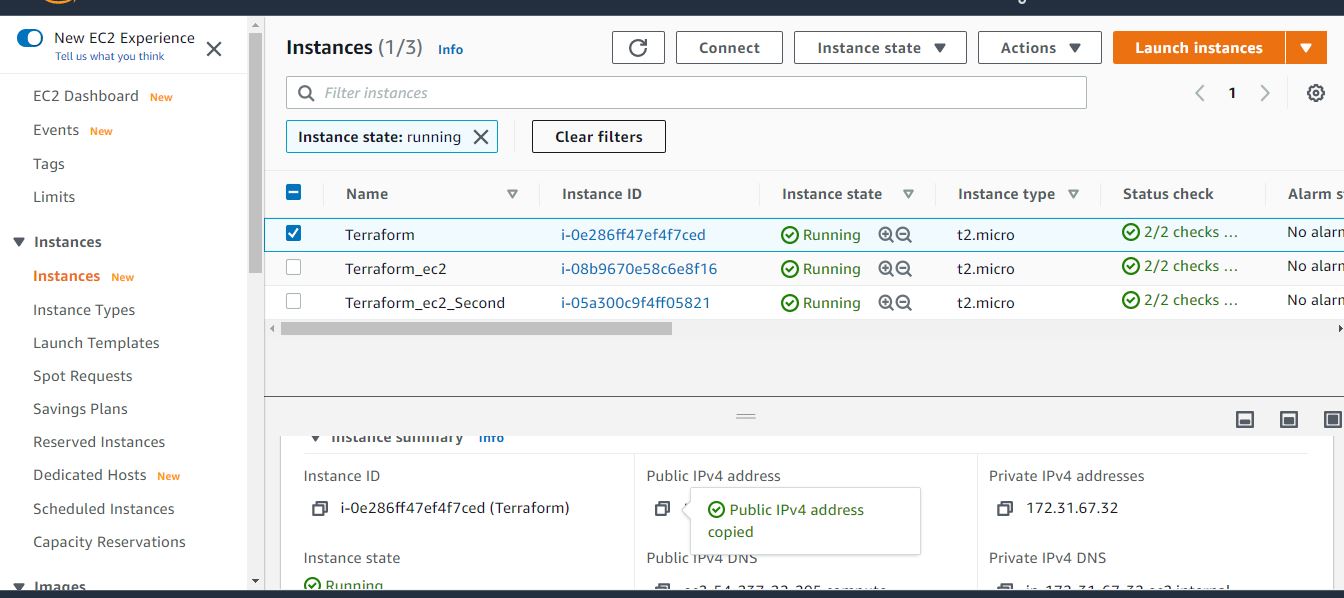 New EC2 Experience
Tell us what you think
EC2 Dashboard New
Events New
Tags
Limits
Instances
Instances New
Instance Types
Launch Templates
Spot Requests
Savings Plans
Reserved Instances
Dedicated Hosts New
Scheduled Instances
Capacity Reservations
Images
Instances (1/3) Info
Connect
Instance state
Actions
Launch instances
Filter instances
1
Instance state: running
Clear filters
Name Instance ID Instance state Instance type Status check Alarm s
Terraform i-0e286ff47ef4f7ced Running t2.micro 2/2 checks ... No alarn
Terraform_ec2 i-08b9670e58c6e8f16 Running t2.micro 2/2 checks ... No alarn
Terraform_ec2_Second i-05a300c9f4ff05821 Running t2.micro 2/2 checks ... No alarn
Instance summary Info
Instance ID
i-0e286ff47ef4f7ced (Terraform)
Public IPv4 address
Public IPv4 address
copied
Private IPv4 addresses
172.31.67.32
Instance state
Running
Public IPv4 DNS
Private IPv4 DNS